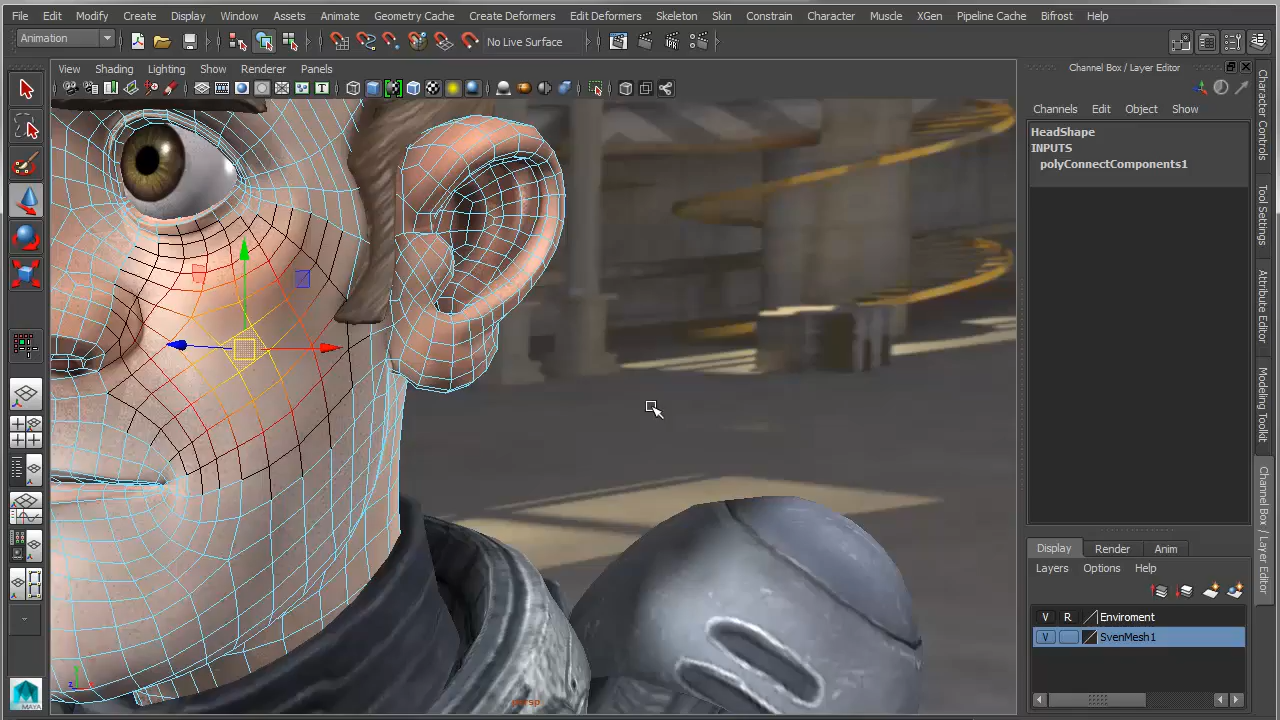 File Edit Modify Create Display Window Assets Animate Geometry Cache Create Deformers Edit Deformers Skeleton Skin Constrain Character Muscle XGen Pipeline Cache Bifrost Help
Animation
No Live Surface
View Shading Lighting Show Renderer Panels
Channel Box / Layer Editor
Channels Edit Object Show
HeadShape
INPUTS
polyConnectComponents1
Character Controls
Tool Settings
Attribute Editor
Modeling Toolkit
Channel Box / Layer Editor
Display Render Anim
Layers Options Help
V R Enviroment
V SvenMesh1
persp
MAYA